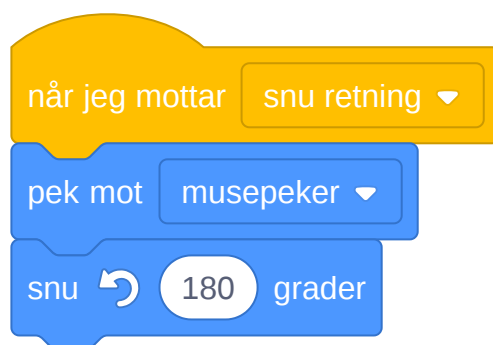 når jeg mottar snu retning
pek mot musepeker
snu 180 grader